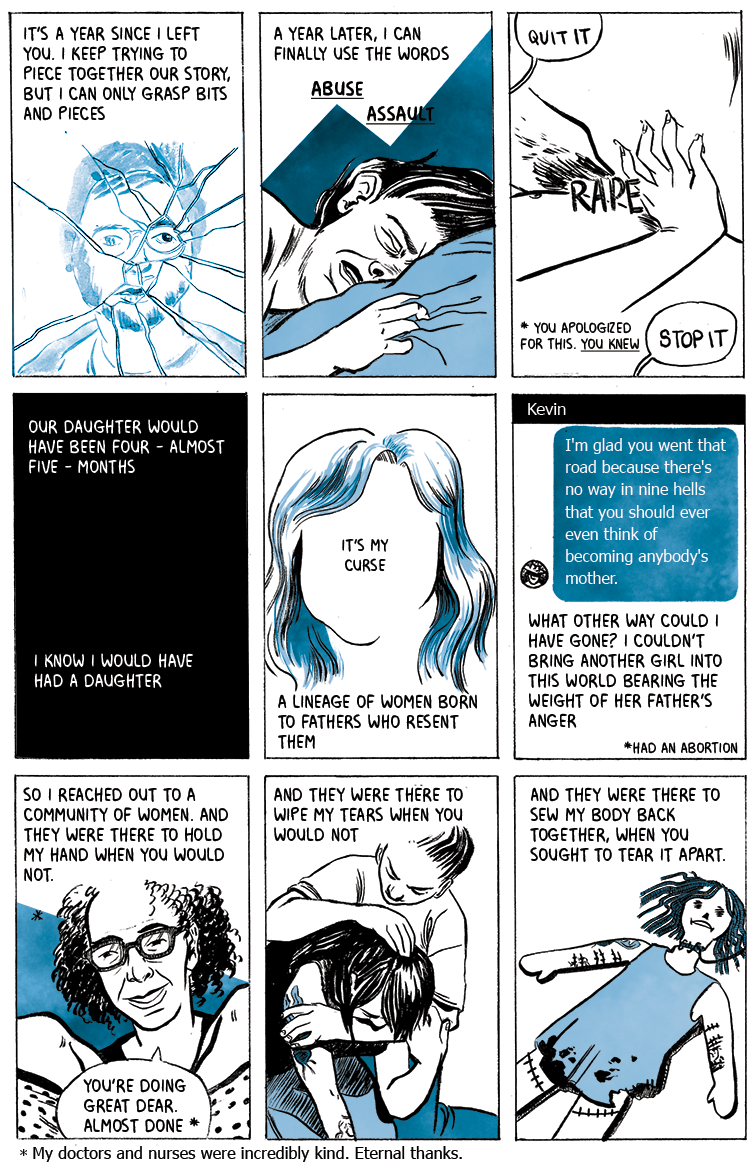 IT'S A YEAR SINCE I LEFT
YOU. I KEEP TRYING TO
PIECE TOGETHER OUR STORY,
BUT I CAN ONLY GRASP BITS
AND PIECES
A YEAR LATER, I CAN
FINALLY USE THE WORDS
ABUSE
ASSAULT
QUIT IT
RAPE
* YOU APOLOGIZED
FOR THIS. YOU KNEW
STOP IT
OUR DAUGHTER WOULD
HAVE BEEN FOUR - ALMOST
FIVE - MONTHS
I KNOW I WOULD HAVE
HAD A DAUGHTER
IT'S MY
CURSE
A LINEAGE OF WOMEN BORN
TO FATHERS WHO RESENT
THEM
Kevin
I'm glad you went that
road because there's
no way in nine hells
that you should ever
even think of
becoming anybody's
mother.
WHAT OTHER WAY COULD I
HAVE GONE? I COULDN'T
BRING ANOTHER GIRL INTO
THIS WORLD BEARING THE
WEIGHT OF HER FATHER'S
ANGER
*HAD AN ABORTION
SO I REACHED OUT TO A
COMMUNITY OF WOMEN. AND
THEY WERE THERE TO HOLD
MY HAND WHEN YOU WOULD
NOT.
*
YOU'RE DOING
GREAT DEAR.
ALMOST DONE *
AND THEY WERE THERE TO
WIPE MY TEARS WHEN YOU
WOULD NOT
AND THEY WERE THERE TO
SEW MY BODY BACK
TOGETHER, WHEN YOU
SOUGHT TO TEAR IT APART.
* My doctors and nurses were incredibly kind. Eternal thanks.